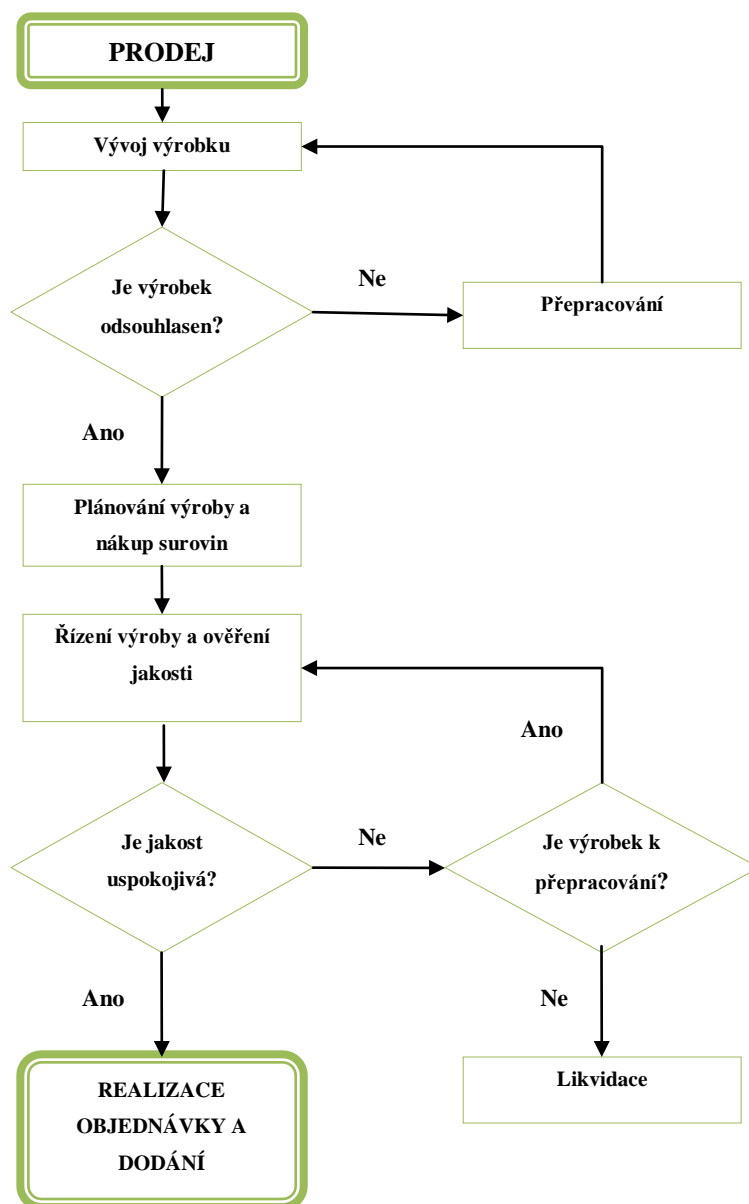 PRODEJ
Vývoj výrobku
Je výrobek
odsouhlasen?
Ne
Přepracování
Ano
Plánování výroby a
nákup surovin
Řízení výroby a ověření
jakosti
Ano
Je jakost
uspokojivá?
Ne
Je výrobek k
přepracování?
Ano
Ne
REALIZACE
OBJEDNÁVKY A
DODÁNÍ
Likvidace